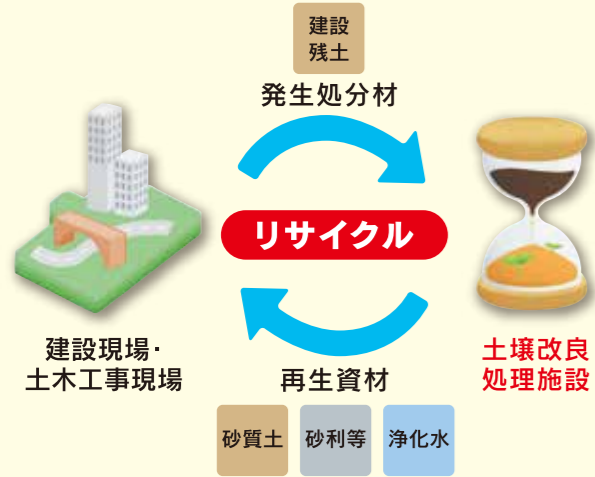 建設
残土
発生処分材
リサイクル
建設現場・
土木工事現場
土壌改良
処理施設
再生資材
砂質土
砂利等
浄化水